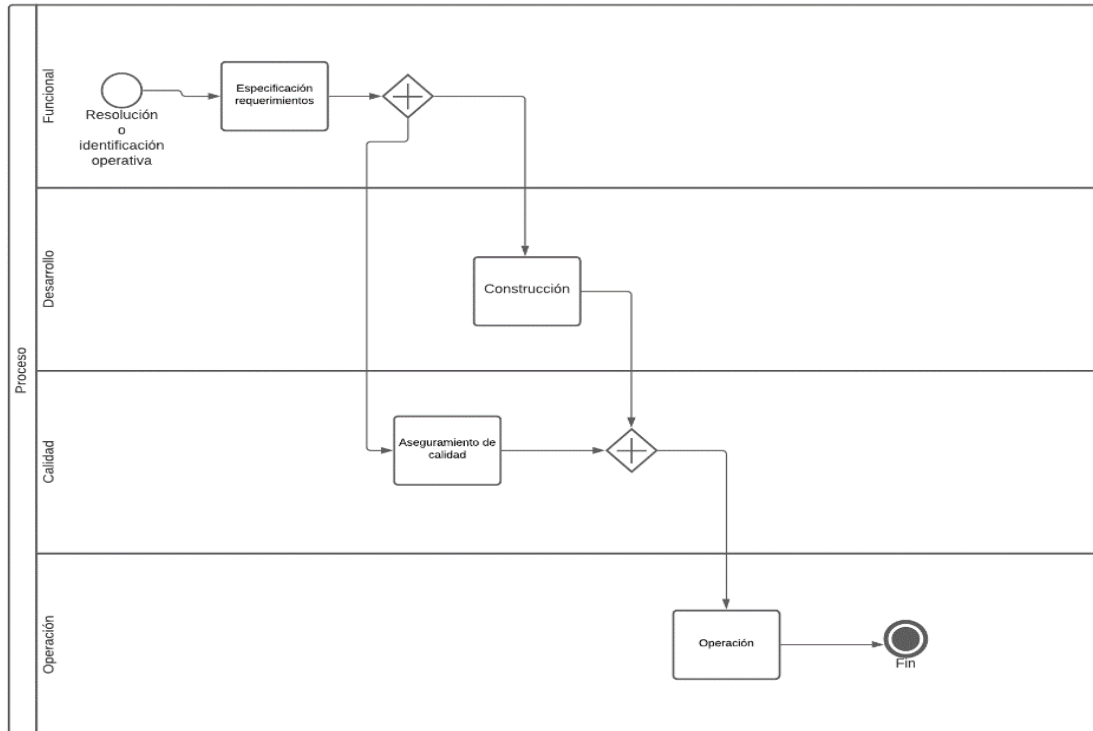 Proceso
Funcional
Resolución
o
identificación
operativa
Especificación
requerimientos
Desarrollo
Construcción
Calidad
Aseguramiento de
calidad
Operación
Operación
Fin